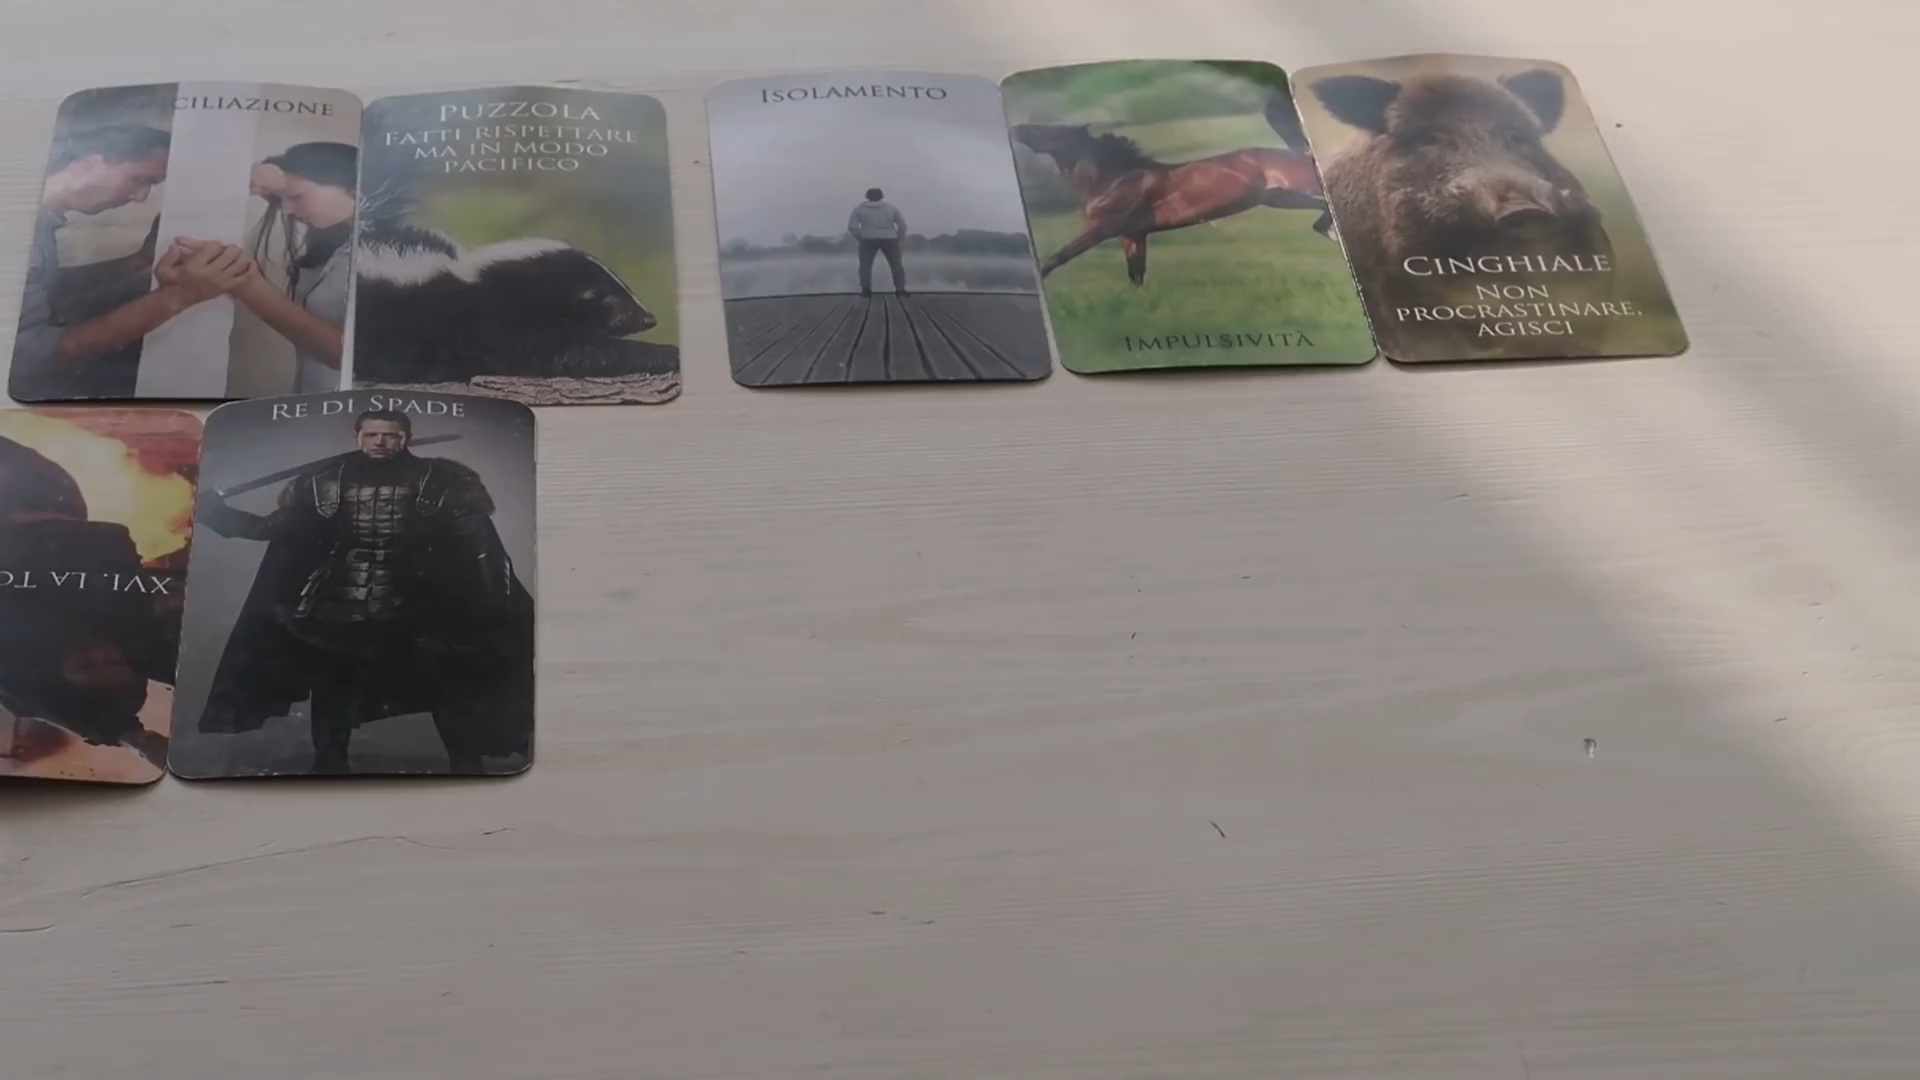 CILIAZIONE
PUZZOLA
FATTI RISPETTARE
MA IN MODO
PACIFICO
ISOLAMENTO
IMPULSIVITÀ
CINGHIALE
NON
PROCRASTINARE,
AGISCI
XVI. LA TO
RE DI SPADE